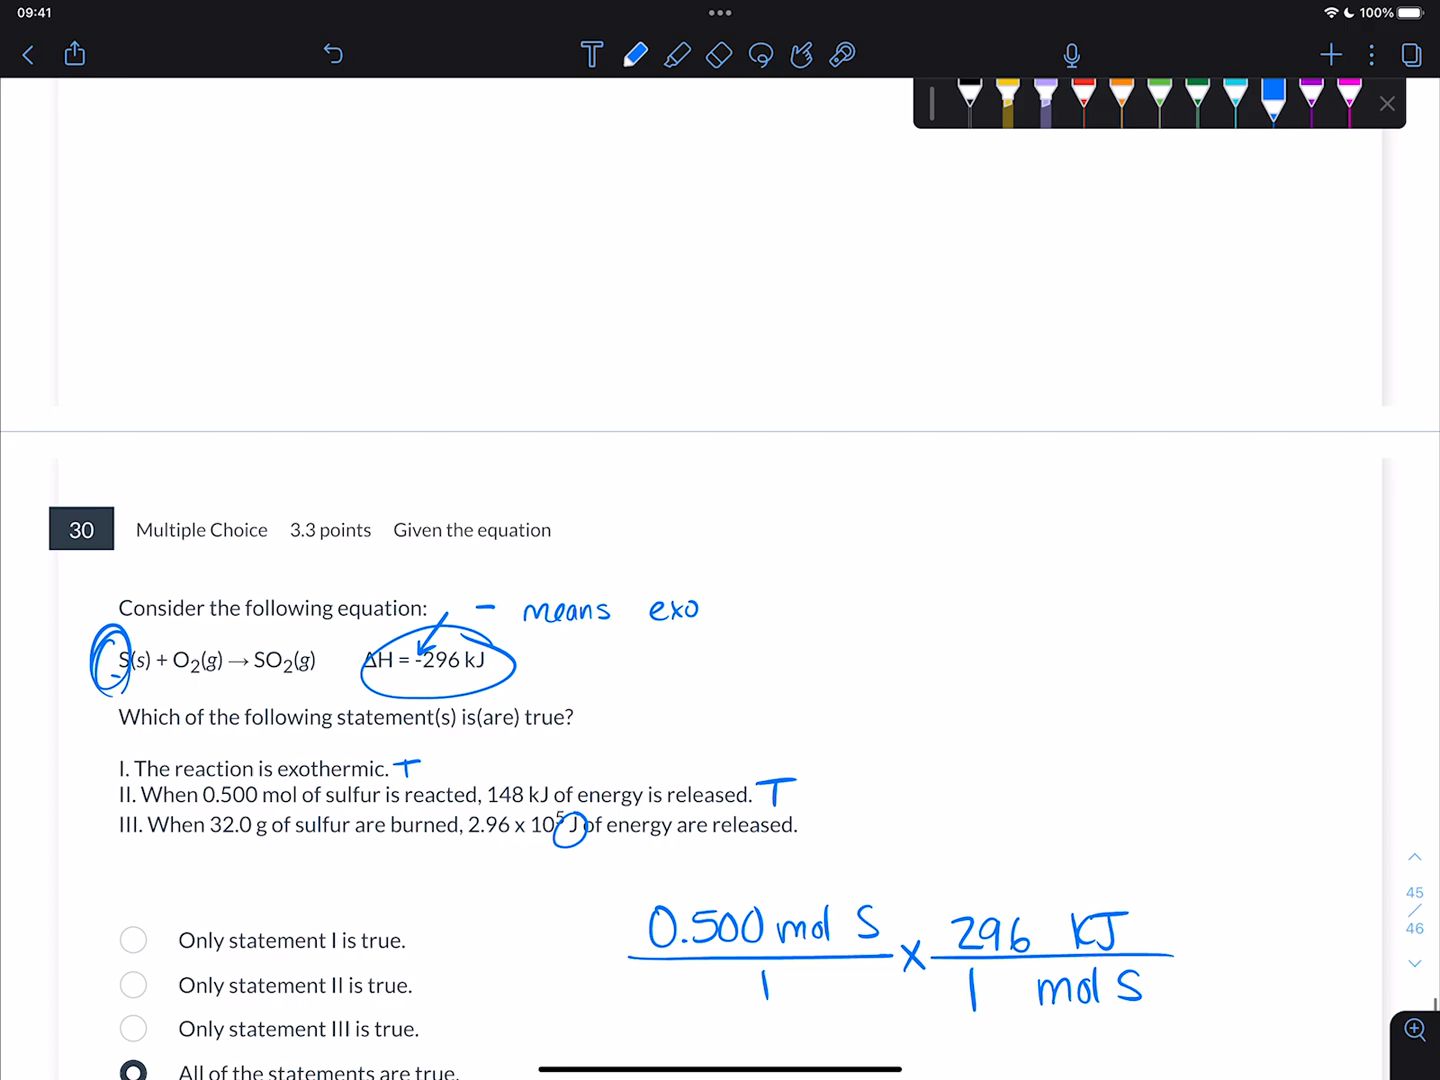 09:41
100%
30 Multiple Choice 3.3 points Given the equation
Consider the following equation: - means exo
S(s) + O₂(g) → SO₂(g) ΔH = -296 kJ
Which of the following statement(s) is(are) true?
I. The reaction is exothermic. T
II. When 0.500 mol of sulfur is reacted, 148 kJ of energy is released. T
III. When 32.0 g of sulfur are burned, 2.96 x 10⁵ J of energy are released.
45
/
46
0.500 mol S × 296 KJ
1 1 mol S
Only statement I is true.
Only statement II is true.
Only statement III is true.
All of the statements are true.